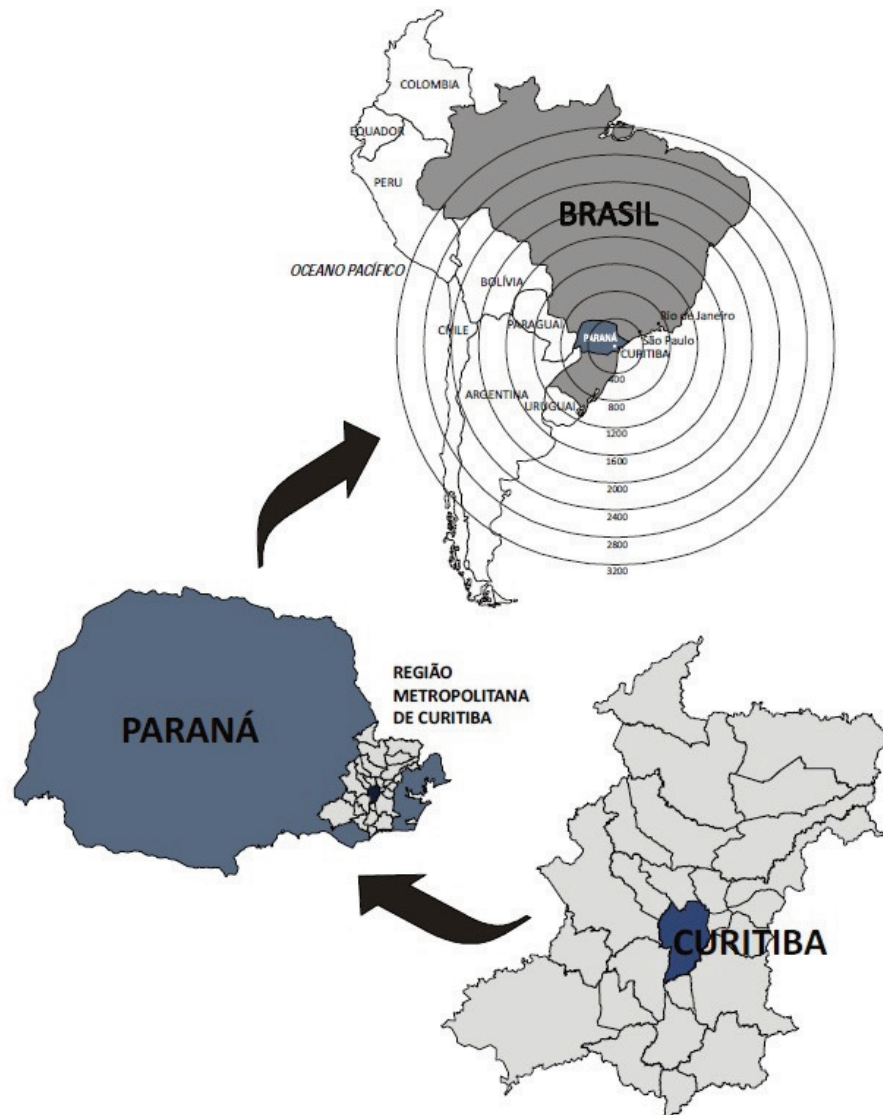 COLOMBIA
EQUADOR
PERU
BRASIL
OCEANO PACÍFICO
BOLÍVIA
Rio de Janeiro
CHILE
PARAGUAI
PARANÁ
São Paulo
CURITIBA
400
ARGENTINA
URUGUAI
800
1200
1600
2000
2400
2800
3200
REGIÃO
METROPOLITANA
DE CURITIBA
PARANÁ
CURITIBA